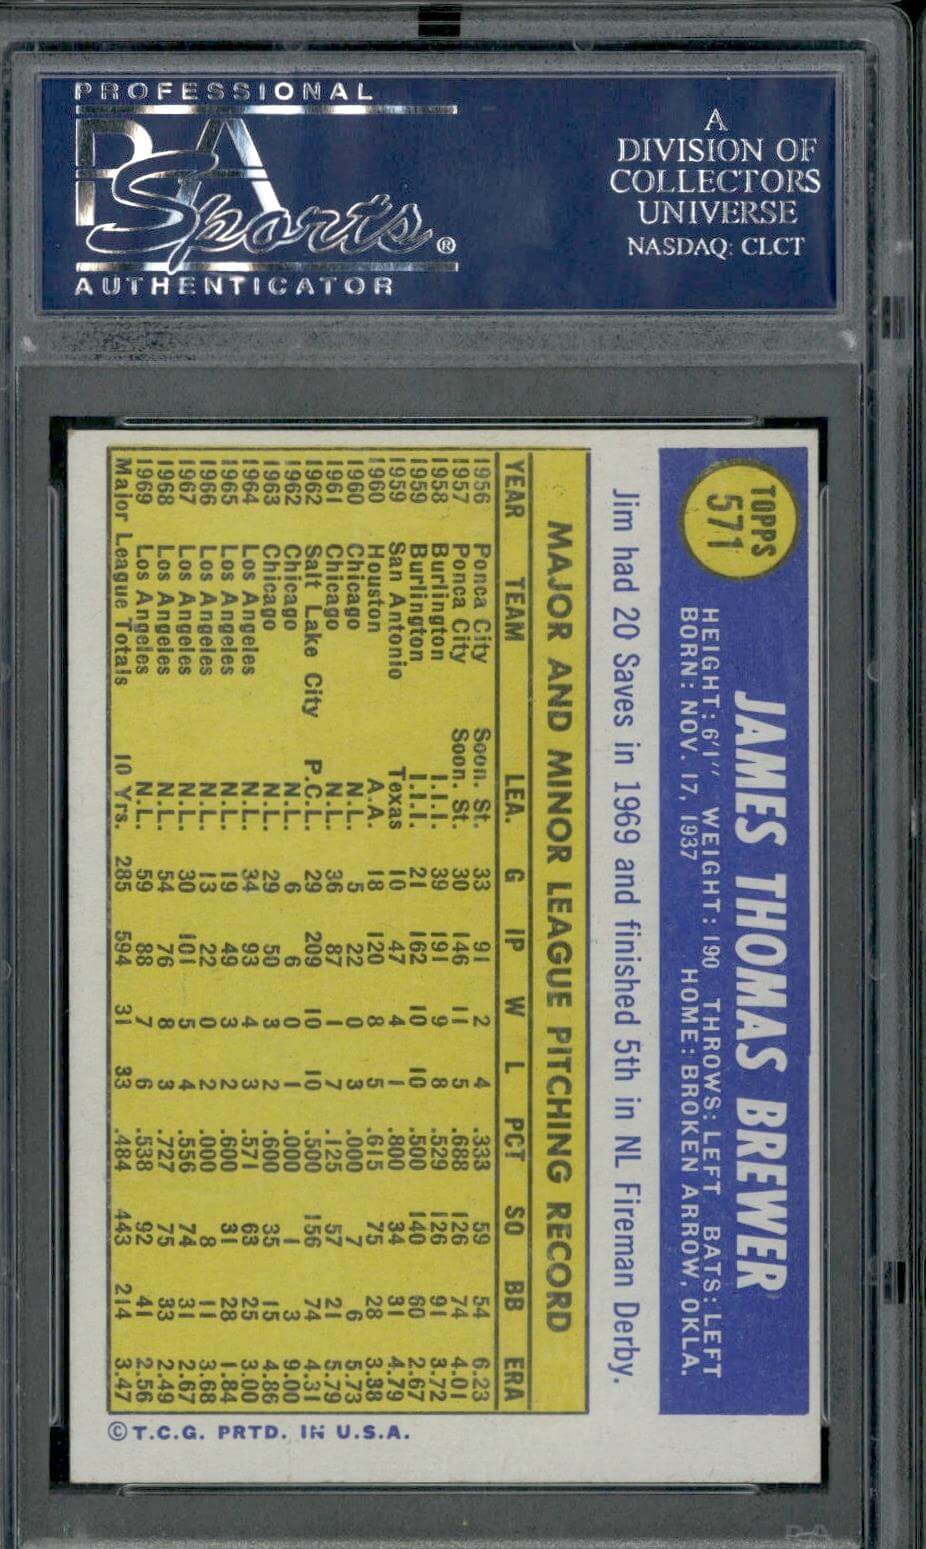 PROFESSIONAL
PSA
Sports®
AUTHENTICATOR
A
DIVISION OF
COLLECTORS
UNIVERSE
NASDAQ: CLCT
TOPPS
571
JAMES THOMAS BREWER
HEIGHT: 6'1" WEIGHT: 190 THROWS: LEFT BATS: LEFT
BORN: NOV. 17, 1937 HOME: BROKEN ARROW, OKLA.
Jim had 20 Saves in 1969 and finished 5th in NL Fireman Derby.
MAJOR AND MINOR LEAGUE PITCHING RECORD
YEAR TEAM LEA. G IP W L PCT SO BB ERA
1956 Ponca City Soon. St. 33 91 2 4 .333 59 54 6.23
1957 Ponca City Soon. St. 30 146 11 5 .688 126 74 4.01
1958 Burlington I.I.I. 39 191 9 8 .529 126 91 3.72
1959 Burlington I.I.I. 21 162 10 10 .500 140 60 2.67
1959 San Antonio Texas 10 47 4 1 .800 34 31 4.79
1960 Houston A.A. 18 120 8 5 .615 75 28 3.38
1960 Chicago N.L. 5 22 0 3 .000 7 6 5.73
1961 Chicago N.L. 36 87 1 7 .125 57 21 5.79
1962 Salt Lake City P.C.L. 29 209 10 10 .500 156 74 4.31
1962 Chicago N.L. 6 6 0 1 .000 1 3 9.00
1963 Chicago N.L. 29 50 3 2 .600 35 15 4.86
1964 Los Angeles N.L. 34 93 4 3 .571 63 25 3.00
1965 Los Angeles N.L. 19 49 3 2 .600 31 28 1.84
1966 Los Angeles N.L. 13 22 0 2 .000 8 11 3.68
1967 Los Angeles N.L. 30 101 5 4 .556 74 31 2.67
1968 Los Angeles N.L. 54 76 8 3 .727 75 33 2.49
1969 Los Angeles N.L. 59 88 7 6 .538 92 41 2.56
Major League Totals 10 Yrs. 285 594 31 33 .484 443 214 3.47
©T.C.G. PRTD. IN U.S.A.
PSA